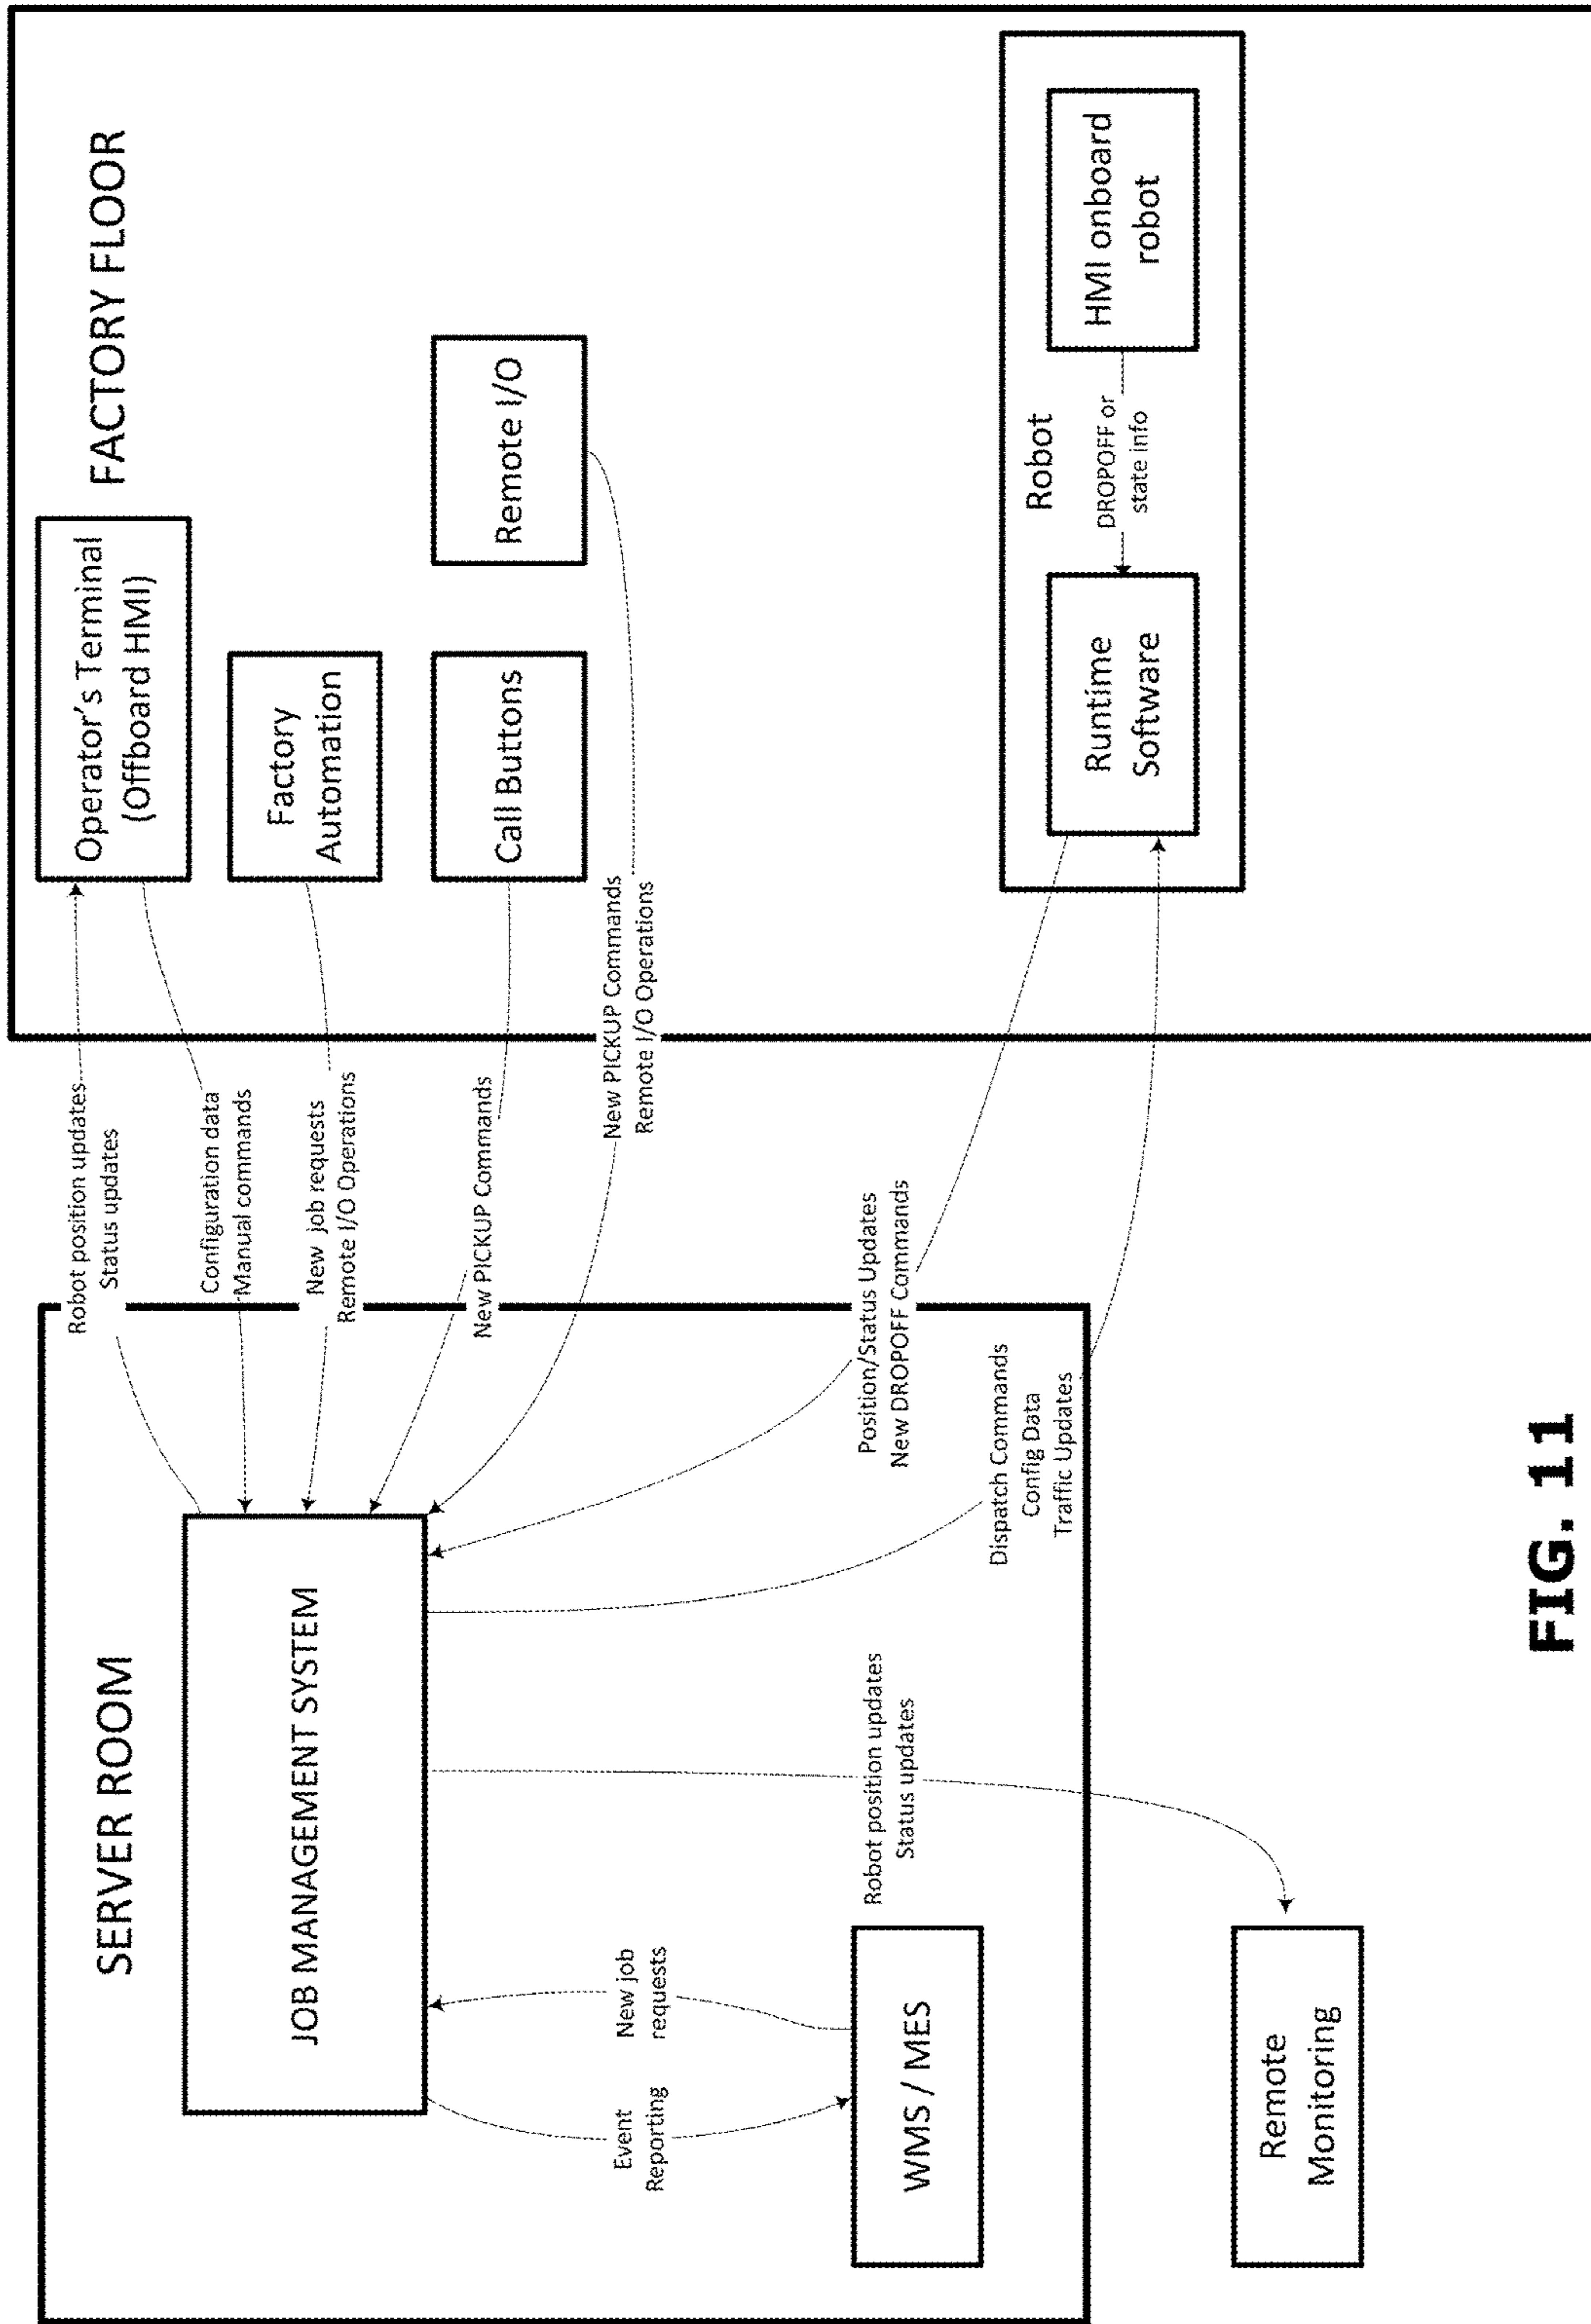 SERVER ROOM
JOB MANAGEMENT SYSTEM
Event
Reporting
New job
requests
WMS / MES
Robot position updates
Status updates
Remote
Monitoring
Robot position updates
Status updates
Configuration data
Manual commands
New job requests
Remote I/O Operations
New PICKUP Commands
New PICKUP Commands
Remote I/O Operations
Position/Status Updates
New DROPOFF Commands
Dispatch Commands
Config Data
Traffic Updates
FACTORY FLOOR
Operator's Terminal
(Offboard HMI)
Factory
Automation
Call Buttons
Remote I/O
Robot
Runtime
Software
DROPOFF or
state info
HMI onboard
robot
FIG. 11